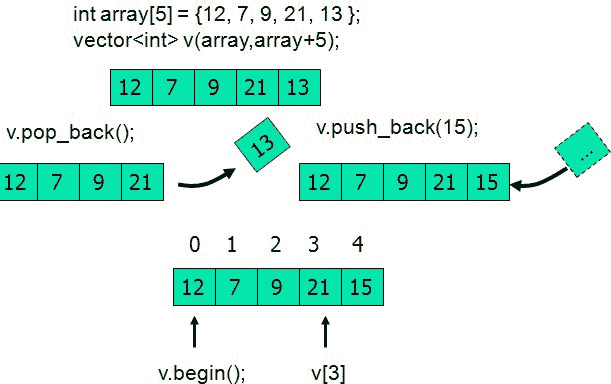 int array[5] = {12, 7, 9, 21, 13 };
vector<int> v(array,array+5);
12 7 9 21 13
v.pop_back();
13
12 7 9 21
v.push_back(15);
...
12 7 9 21 15
0 1 2 3 4
12 7 9 21 15
v.begin();
v[3]